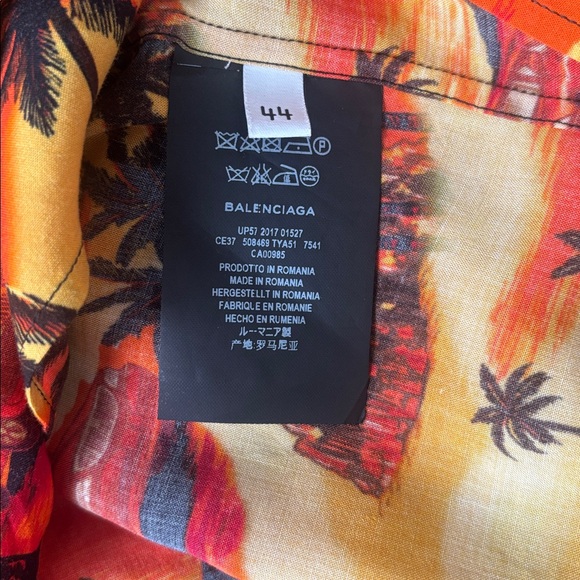 44
P
BALENCIAGA
UP57 2017 01527
CE37 508469 TYA51 7541
CA00985
PRODOTTO IN ROMANIA
MADE IN ROMANIA
HERGESTELLT IN ROMANIA
FABRIQUE EN ROMANIE
HECHO EN RUMENIA
ルーマニア製
产地:罗马尼亚